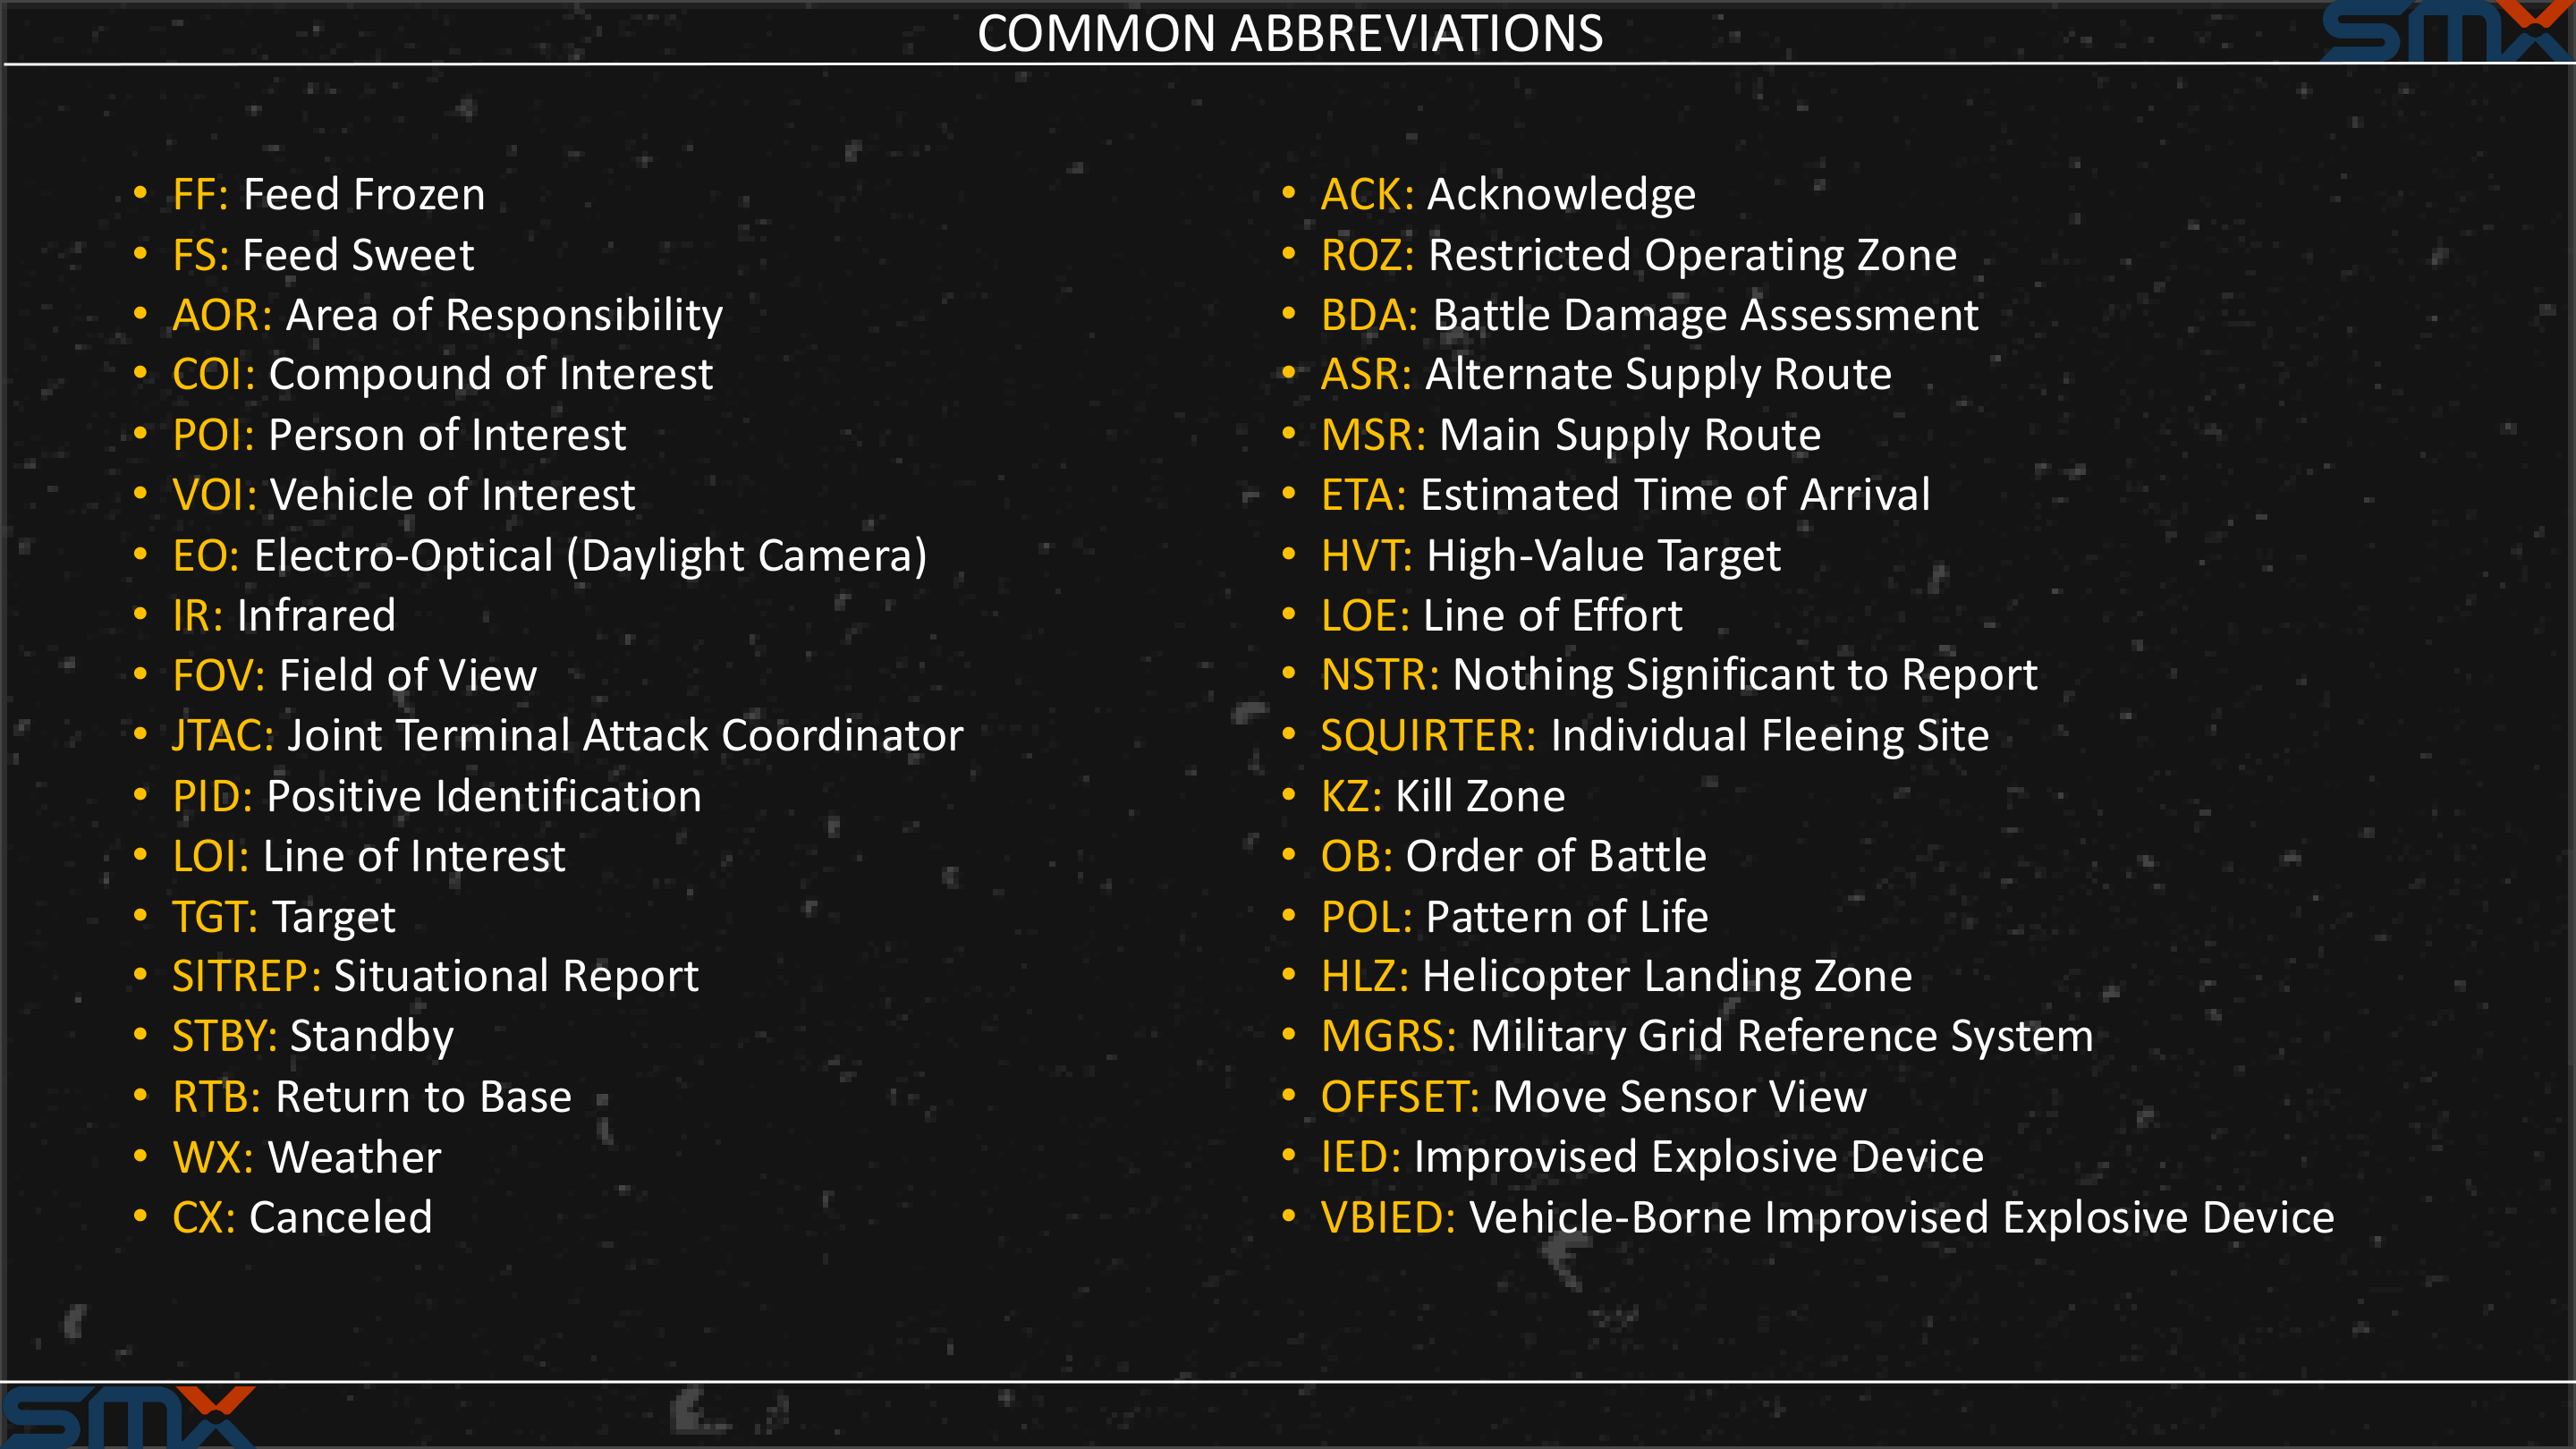 COMMON ABBREVIATIONS
smx
• FF: Feed Frozen
• FS: Feed Sweet
• AOR: Area of Responsibility
• COI: Compound of Interest
• POI: Person of Interest
• VOI: Vehicle of Interest
• EO: Electro-Optical (Daylight Camera)
• IR: Infrared
• FOV: Field of View
• JTAC: Joint Terminal Attack Coordinator
• PID: Positive Identification
• LOI: Line of Interest
• TGT: Target
• SITREP: Situational Report
• STBY: Standby
• RTB: Return to Base
• WX: Weather
• CX: Canceled
• ACK: Acknowledge
• ROZ: Restricted Operating Zone
• BDA: Battle Damage Assessment
• ASR: Alternate Supply Route
• MSR: Main Supply Route
• ETA: Estimated Time of Arrival
• HVT: High-Value Target
• LOE: Line of Effort
• NSTR: Nothing Significant to Report
• SQUIRTER: Individual Fleeing Site
• KZ: Kill Zone
• OB: Order of Battle
• POL: Pattern of Life
• HLZ: Helicopter Landing Zone
• MGRS: Military Grid Reference System
• OFFSET: Move Sensor View
• IED: Improvised Explosive Device
• VBIED: Vehicle-Borne Improvised Explosive Device
smx